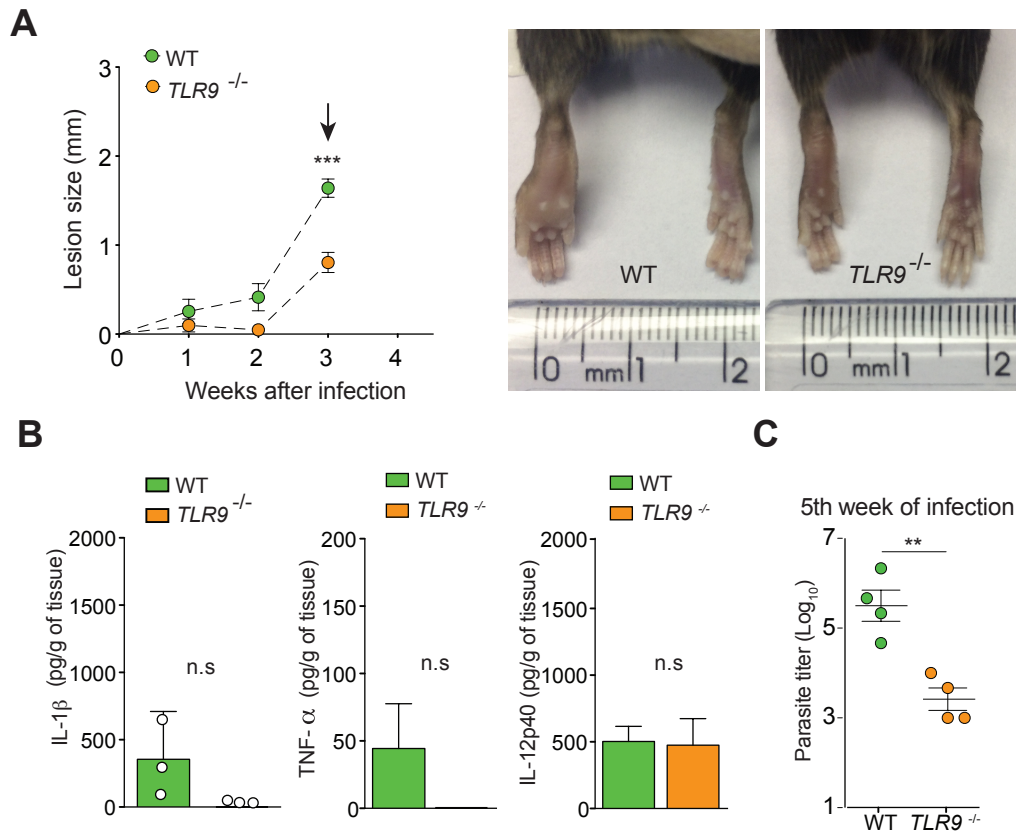 A
WT
TLR9 -/-
Lesion size (mm)
3
2
1
0
***
0 1 2 3 4
Weeks after infection
WT
0 mm 1 2
TLR9 -/-
0 mm 1 2
B
WT
TLR9 -/-
IL-1β (pg/g of tissue)
2000
1500
1000
500
0
n.s
WT
TLR9 -/-
TNF- α (pg/g of tissue)
200
150
100
50
0
n.s
WT
TLR9 -/-
IL-12p40 (pg/g of tissue)
2000
1500
1000
500
0
n.s
C
5th week of infection
Parasite titer (Log10)
7
5
3
1
**
WT TLR9 -/-